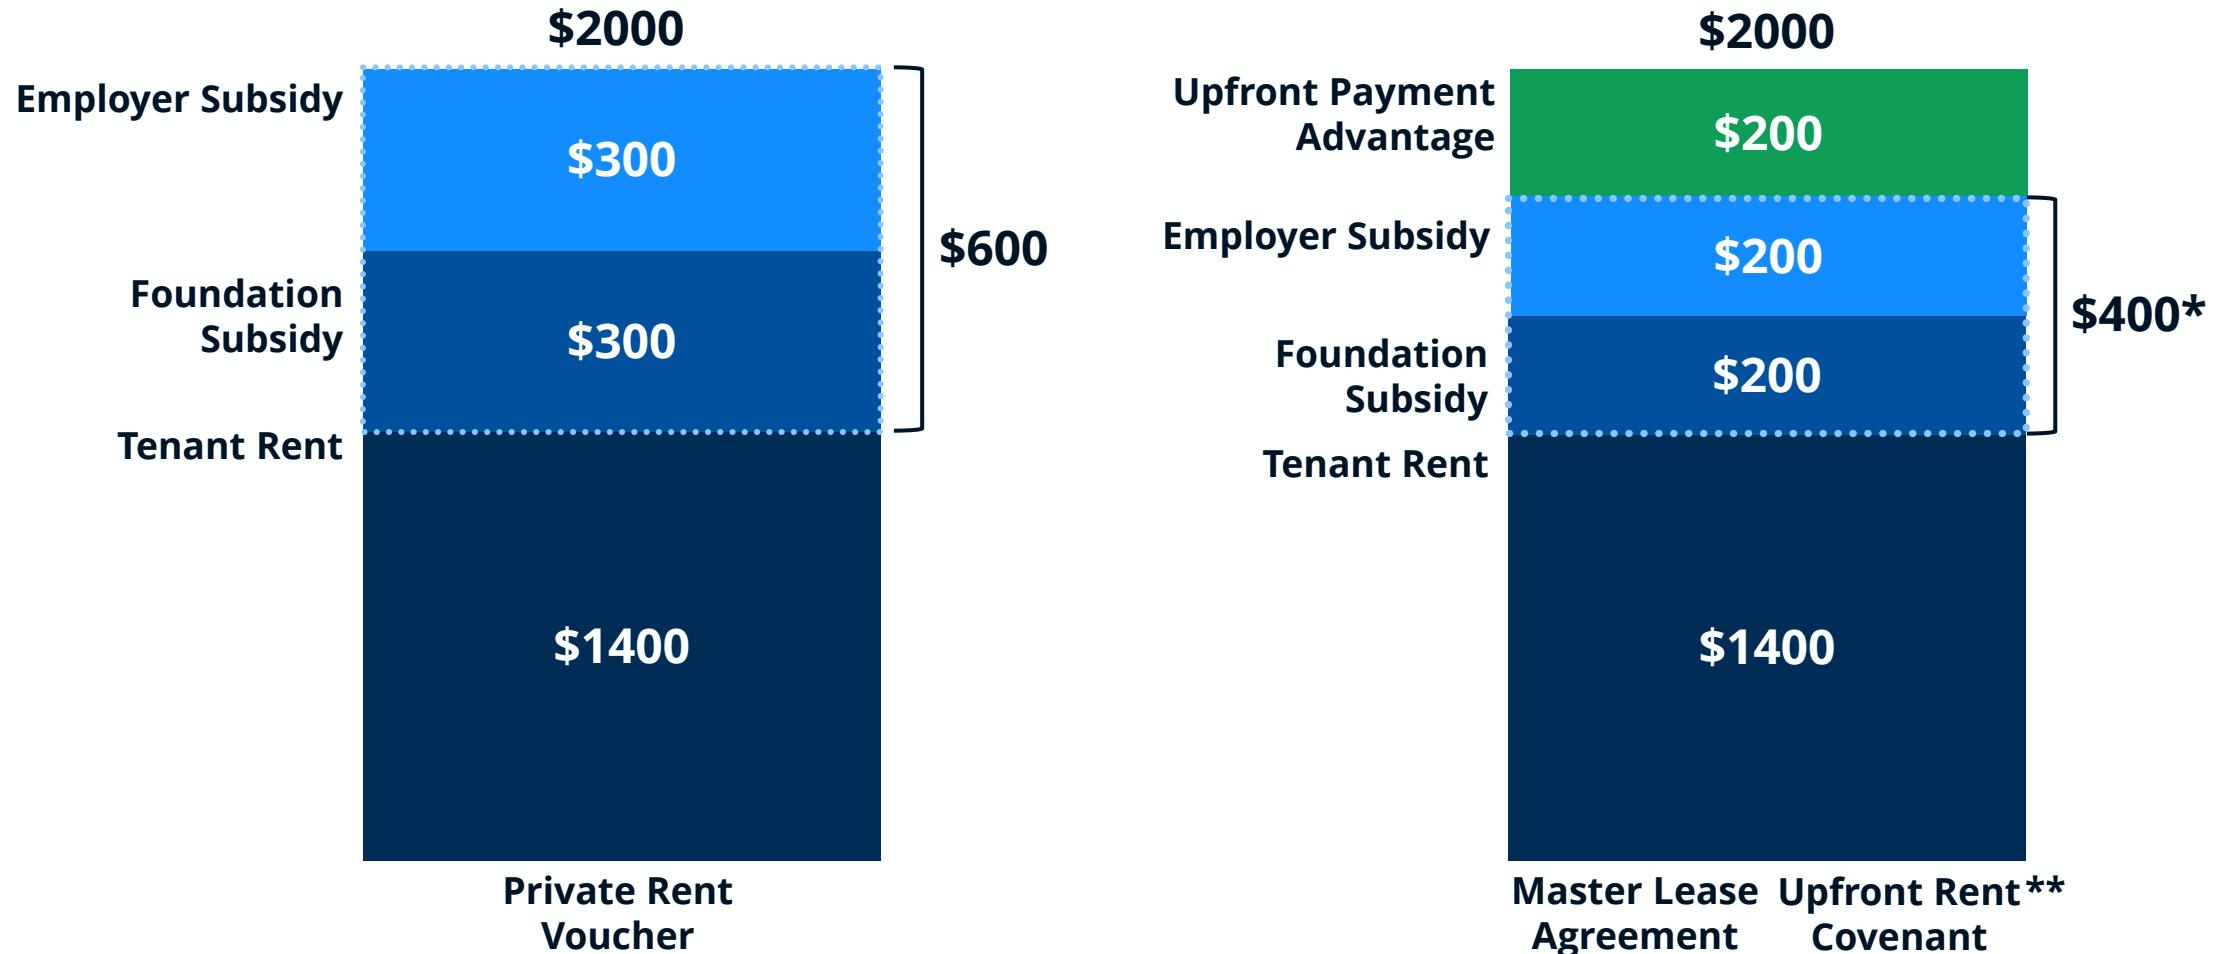 $2000
Employer Subsidy
$300
$600
Foundation
Subsidy
$300
Tenant Rent
$1400
Private Rent
Voucher
$2000
Upfront Payment
Advantage
$200
Employer Subsidy
$200
$400*
Foundation
Subsidy
$200
Tenant Rent
$1400
Master Lease
Agreement
Upfront Rent**
Covenant